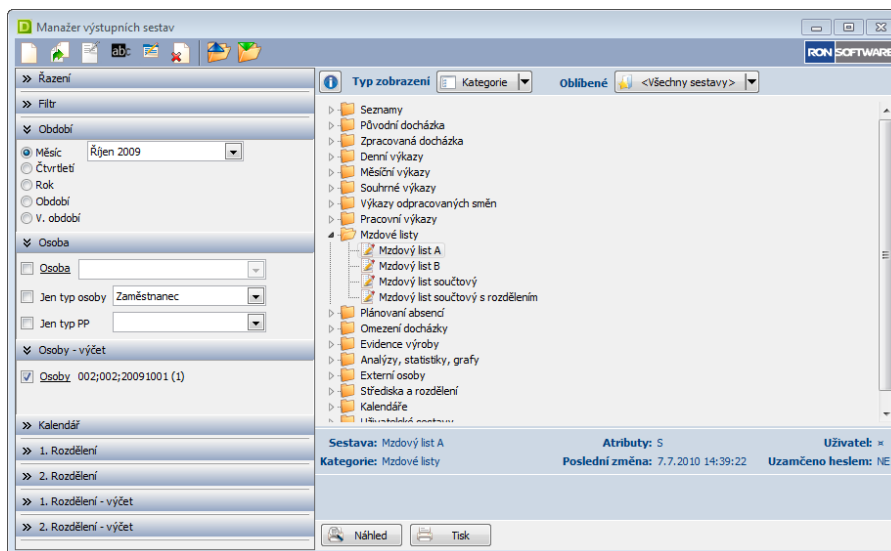 Manažer výstupních sestav
abc
RON SOFTWARE
Řazení
Filtr
Období
Měsíc Říjen 2009
Čtvrtletí
Rok
Období
V. období
Osoba
Osoba
Jen typ osoby Zaměstnanec
Jen typ PP
Osoby - výčet
Osoby 002;002;20091001 (1)
Kalendář
1. Rozdělení
2. Rozdělení
1. Rozdělení - výčet
2. Rozdělení - výčet
Typ zobrazení Kategorie Oblíbené <Všechny sestavy>
Seznamy
Původní docházka
Zpracovaná docházka
Denní výkazy
Měsíční výkazy
Souhrné výkazy
Výkazy odpracovaných směn
Pracovní výkazy
Mzdové listy
Mzdový list A
Mzdový list B
Mzdový list součtový
Mzdový list součtový s rozdělením
Plánovaní absencí
Omezení docházky
Evidence výroby
Analýzy, statistiky, grafy
Externí osoby
Střediska a rozdělení
Kalendáře
Uživatelské sestavy
Sestava: Mzdový list A Atributy: S Uživatel: ×
Kategorie: Mzdové listy Poslední změna: 7.7.2010 14:39:22 Uzamčeno heslem: NE
Náhled Tisk